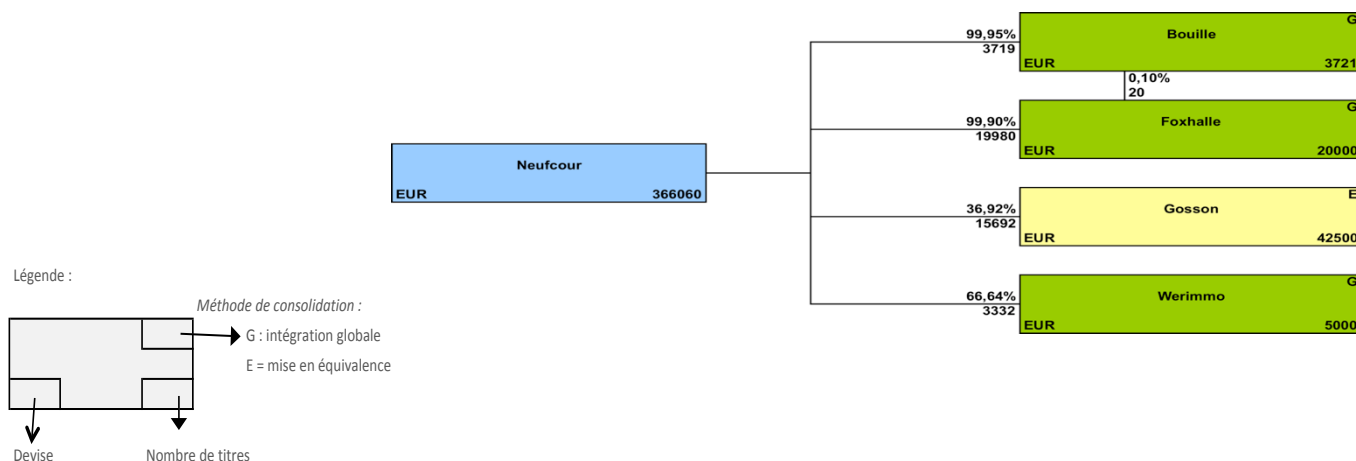 99,95%
3719
Bouille
G
EUR
3721
0,10%
20
99,90%
19980
Foxhalle
G
EUR
20000
Neufcour
EUR
366060
36,92%
15692
Gosson
E
EUR
42500
66,64%
3332
Werimmo
G
EUR
5000
Légende :
Méthode de consolidation :
G : intégration globale
E = mise en équivalence
Devise
Nombre de titres